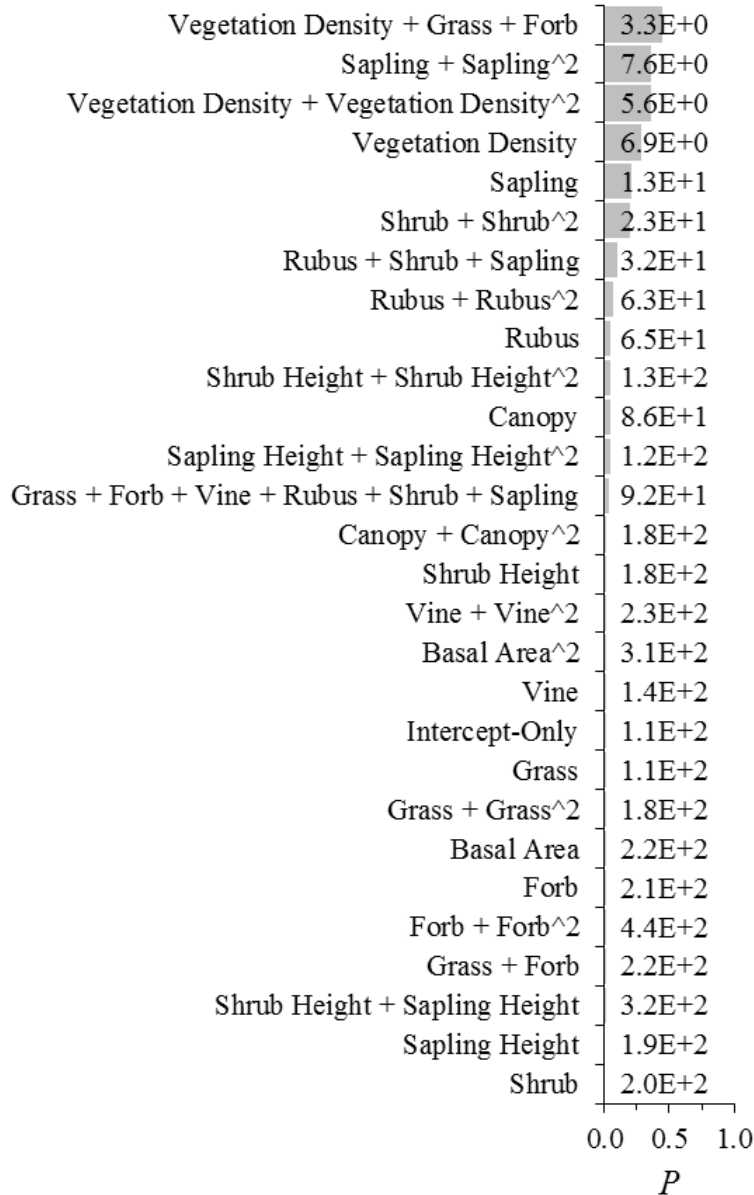 Vegetation Density + Grass + Forb 3.3E+0
Sapling + Sapling^2 7.6E+0
Vegetation Density + Vegetation Density^2 5.6E+0
Vegetation Density 6.9E+0
Sapling 1.3E+1
Shrub + Shrub^2 2.3E+1
Rubus + Shrub + Sapling 3.2E+1
Rubus + Rubus^2 6.3E+1
Rubus 6.5E+1
Shrub Height + Shrub Height^2 1.3E+2
Canopy 8.6E+1
Sapling Height + Sapling Height^2 1.2E+2
Grass + Forb + Vine + Rubus + Shrub + Sapling 9.2E+1
Canopy + Canopy^2 1.8E+2
Shrub Height 1.8E+2
Vine + Vine^2 2.3E+2
Basal Area^2 3.1E+2
Vine 1.4E+2
Intercept-Only 1.1E+2
Grass 1.1E+2
Grass + Grass^2 1.8E+2
Basal Area 2.2E+2
Forb 2.1E+2
Forb + Forb^2 4.4E+2
Grass + Forb 2.2E+2
Shrub Height + Sapling Height 3.2E+2
Sapling Height 1.9E+2
Shrub 2.0E+2
0.0 0.5 1.0
P